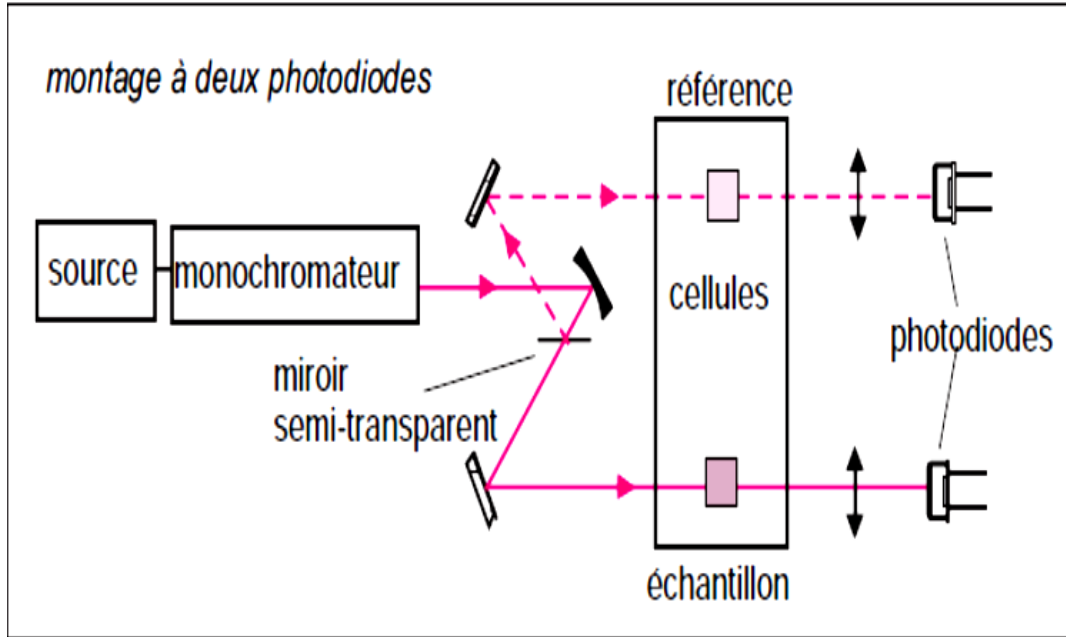 montage à deux photodiodes
référence
source
monochromateur
cellules
photodiodes
miroir
semi-transparent
échantillon